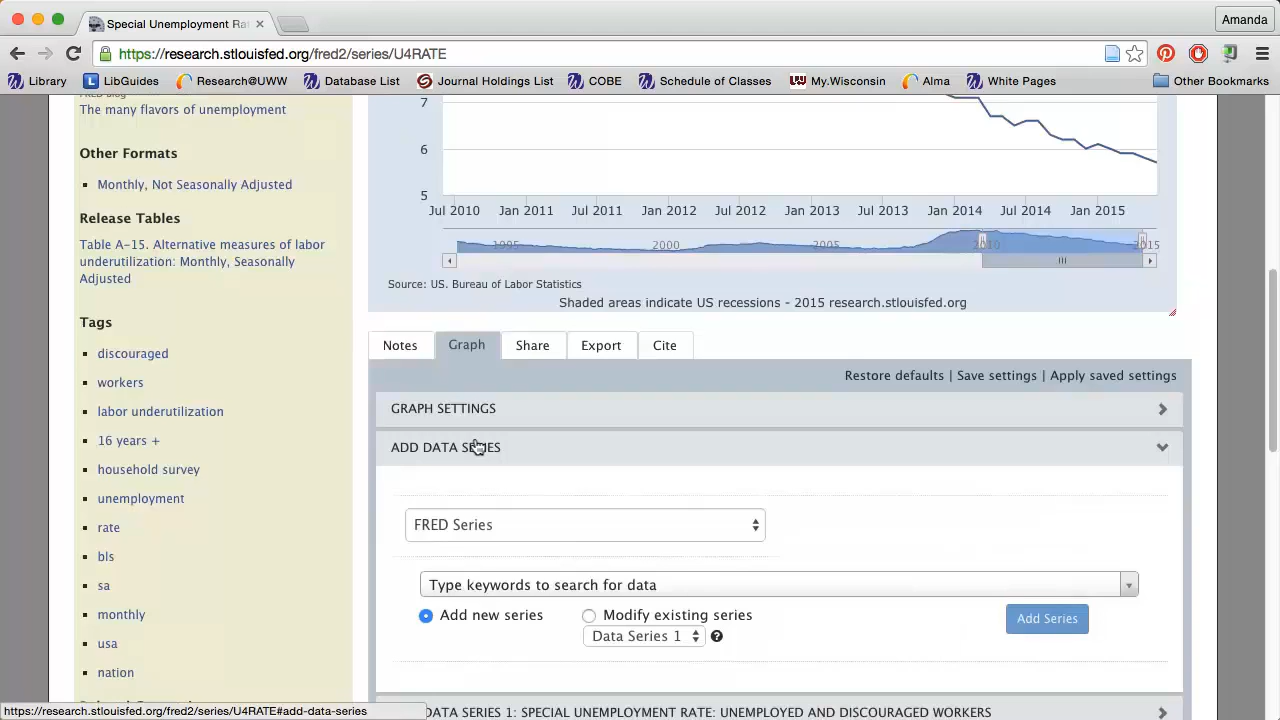 Special Unemployment Ra
Amanda
https://research.stlouisfed.org/fred2/series/U4RATE
Library
LibGuides
Research@UWW
Database List
Journal Holdings List
COBE
Schedule of Classes
My.Wisconsin
Alma
White Pages
Other Bookmarks
FRED Blog
The many flavors of unemployment
Other Formats
Monthly, Not Seasonally Adjusted
Release Tables
Table A-15. Alternative measures of labor
underutilization: Monthly, Seasonally
Adjusted
Tags
discouraged
workers
labor underutilization
16 years +
household survey
unemployment
rate
bls
sa
monthly
usa
nation
7
6
5
Jul 2010 Jan 2011 Jul 2011 Jan 2012 Jul 2012 Jan 2013 Jul 2013 Jan 2014 Jul 2014 Jan 2015
1995 2000 2005 2010 2015
Source: US. Bureau of Labor Statistics
Shaded areas indicate US recessions - 2015 research.stlouisfed.org
Notes
Graph
Share
Export
Cite
Restore defaults | Save settings | Apply saved settings
GRAPH SETTINGS
ADD DATA SERIES
FRED Series
Type keywords to search for data
Add new series
Modify existing series
Data Series 1
?
Add Series
DATA SERIES 1: SPECIAL UNEMPLOYMENT RATE: UNEMPLOYED AND DISCOURAGED WORKERS
https://research.stlouisfed.org/fred2/series/U4RATE#add-data-series